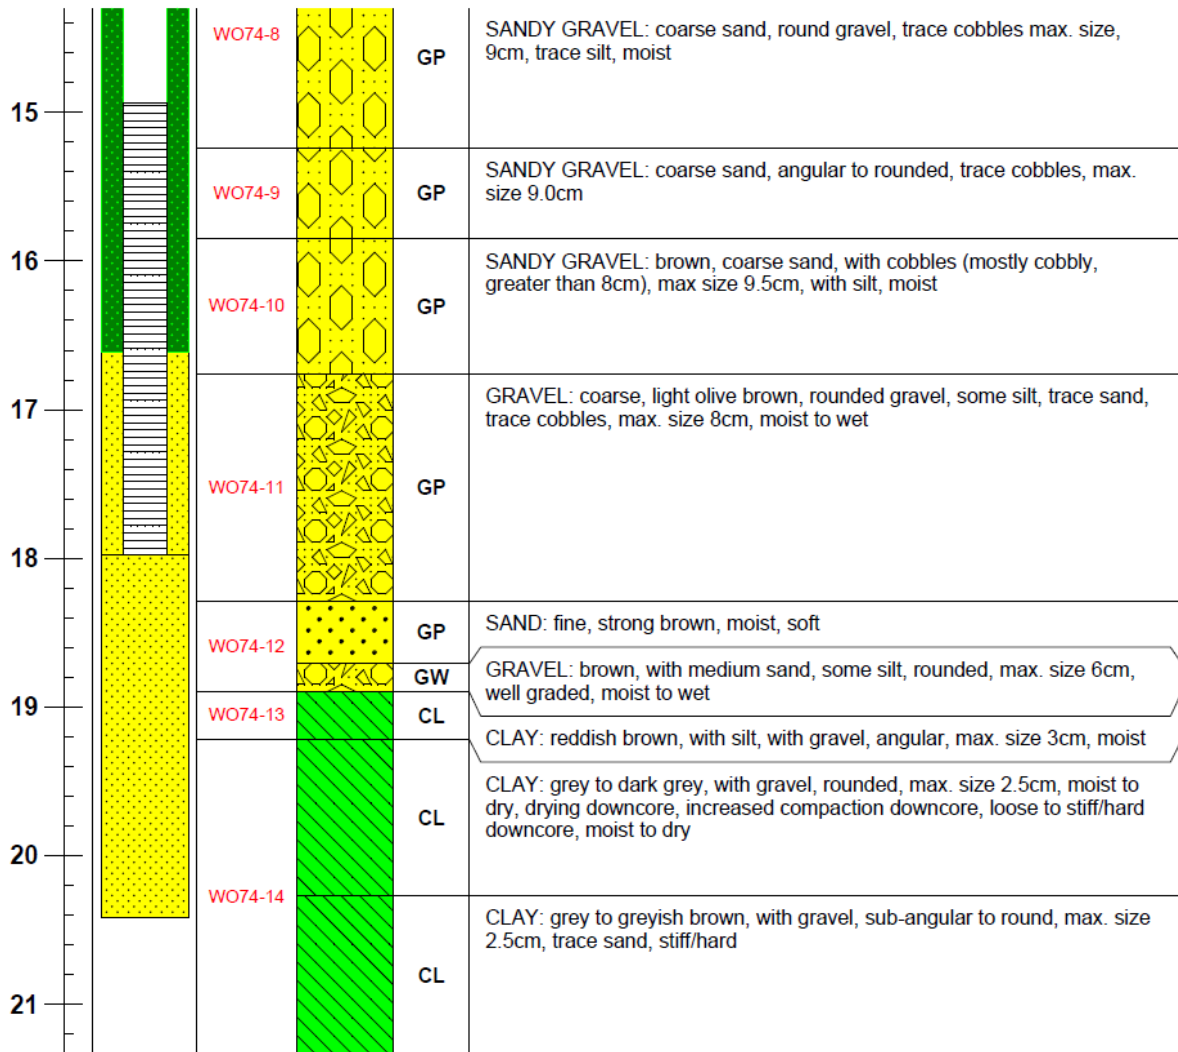 WO74-8
GP
SANDY GRAVEL: coarse sand, round gravel, trace cobbles max. size,
9cm, trace silt, moist
15
WO74-9
GP
SANDY GRAVEL: coarse sand, angular to rounded, trace cobbles, max.
size 9.0cm
16
WO74-10
GP
SANDY GRAVEL: brown, coarse sand, with cobbles (mostly cobbly,
greater than 8cm), max size 9.5cm, with silt, moist
17
WO74-11
GP
GRAVEL: coarse, light olive brown, rounded gravel, some silt, trace sand,
trace cobbles, max. size 8cm, moist to wet
18
WO74-12
GP
SAND: fine, strong brown, moist, soft
GW
GRAVEL: brown, with medium sand, some silt, rounded, max. size 6cm,
well graded, moist to wet
19
WO74-13
CL
CLAY: reddish brown, with silt, with gravel, angular, max. size 3cm, moist
CL
CLAY: grey to dark grey, with gravel, rounded, max. size 2.5cm, moist to
dry, drying downcore, increased compaction downcore, loose to stiff/hard
downcore, moist to dry
20
WO74-14
CL
CLAY: grey to greyish brown, with gravel, sub-angular to round, max. size
2.5cm, trace sand, stiff/hard
21